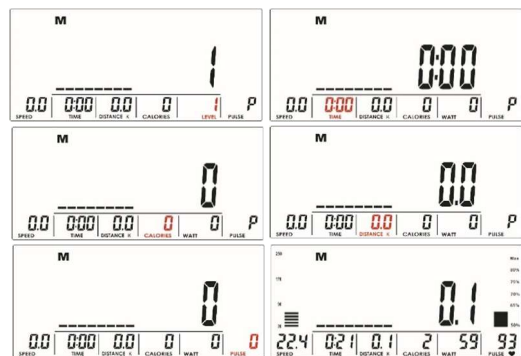 M
1
0.0 0:00 0.0 0 1 P
SPEED TIME DISTANCE K CALORIES LEVEL PULSE
M
0:00
0.0 0:00 0.0 0 0 P
SPEED TIME DISTANCE K CALORIES WATT PULSE
M
0
0.0 0:00 0.0 0 0 P
SPEED TIME DISTANCE K CALORIES WATT PULSE
M
0.0
0.0 0:00 0.0 0 0 P
SPEED TIME DISTANCE K CALORIES WATT PULSE
M
0
0.0 0:00 0.0 0 0 0
SPEED TIME DISTANCE K CALORIES WATT PULSE
M
Max
0.1
22.4 0:21 0.1 2 59 93
SPEED TIME DISTANCE K CALORIES WATT PULSE